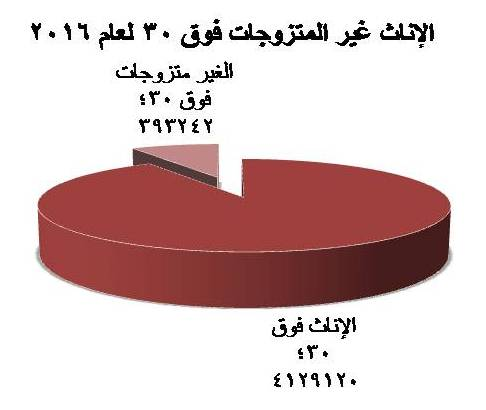 الإناث غير المتزوجات فوق ٣٠ لعام ٢٠١٦
الغير متزوجات
فوق ٣٠؛
٣٩٣٢٤٢
الإناث فوق
٣٠؛
٤١٢٩١٢٠